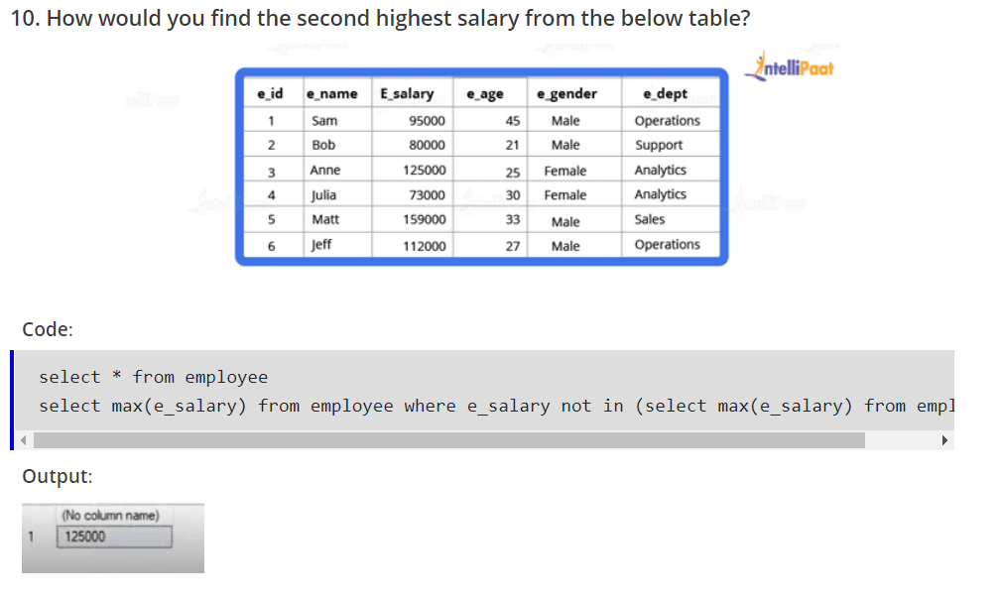 10. How would you find the second highest salary from the below table?
IntelliPaat
e_id e_name E_salary e_age e_gender e_dept
1 Sam 95000 45 Male Operations
2 Bob 80000 21 Male Support
3 Anne 125000 25 Female Analytics
4 Julia 73000 30 Female Analytics
5 Matt 159000 33 Male Sales
6 Jeff 112000 27 Male Operations
Code:
select * from employee
select max(e_salary) from employee where e_salary not in (select max(e_salary) from empl
Output:
(No column name)
1 125000